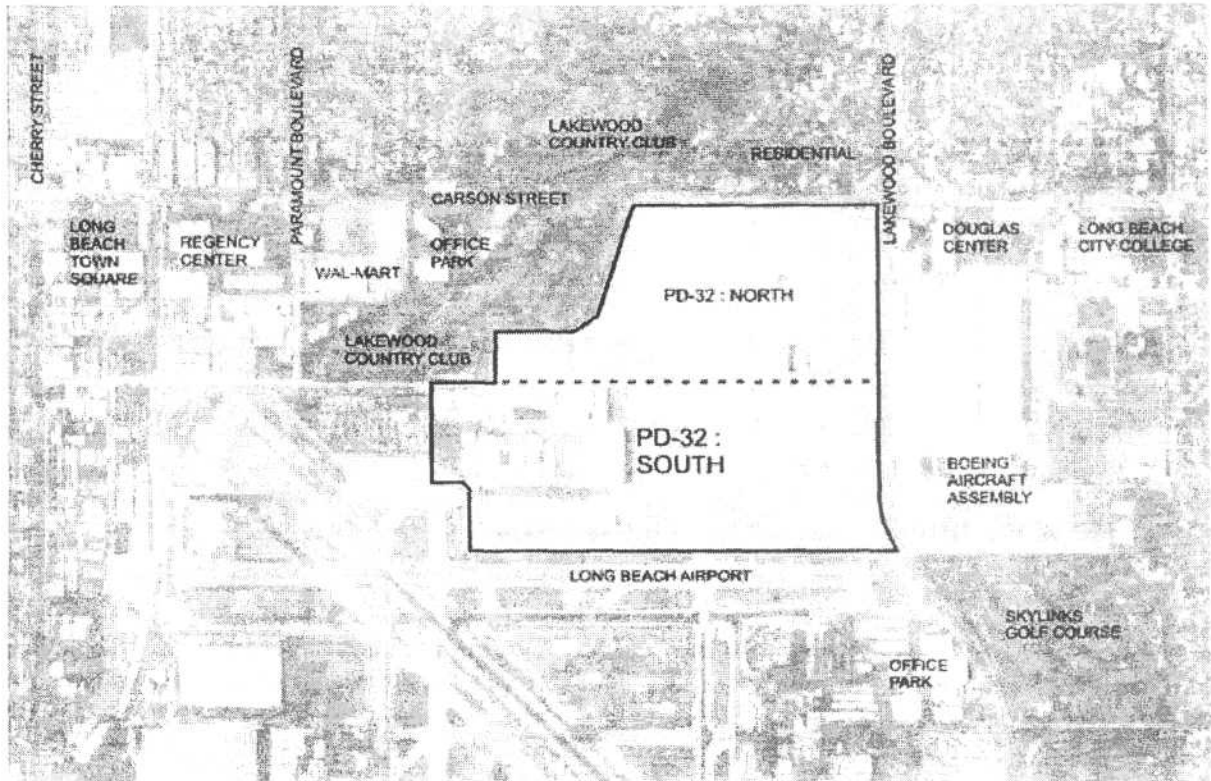 CHERRY STREET
PARAMOUNT BOULEVARD
LAKEWOOD BOULEVARD
LAKEWOOD
COUNTRY CLUB
RESIDENTIAL
CARSON STREET
LONG
BEACH
TOWN
SQUARE
REGENCY
CENTER
WAL-MART
OFFICE
PARK
DOUGLAS
CENTER
LONG BEACH
CITY COLLEGE
PD-32 : NORTH
LAKEWOOD
COUNTRY CLUB
PD-32 :
SOUTH
BOEING
AIRCRAFT
ASSEMBLY
LONG BEACH AIRPORT
SKYLINKS
GOLF COURSE
OFFICE
PARK